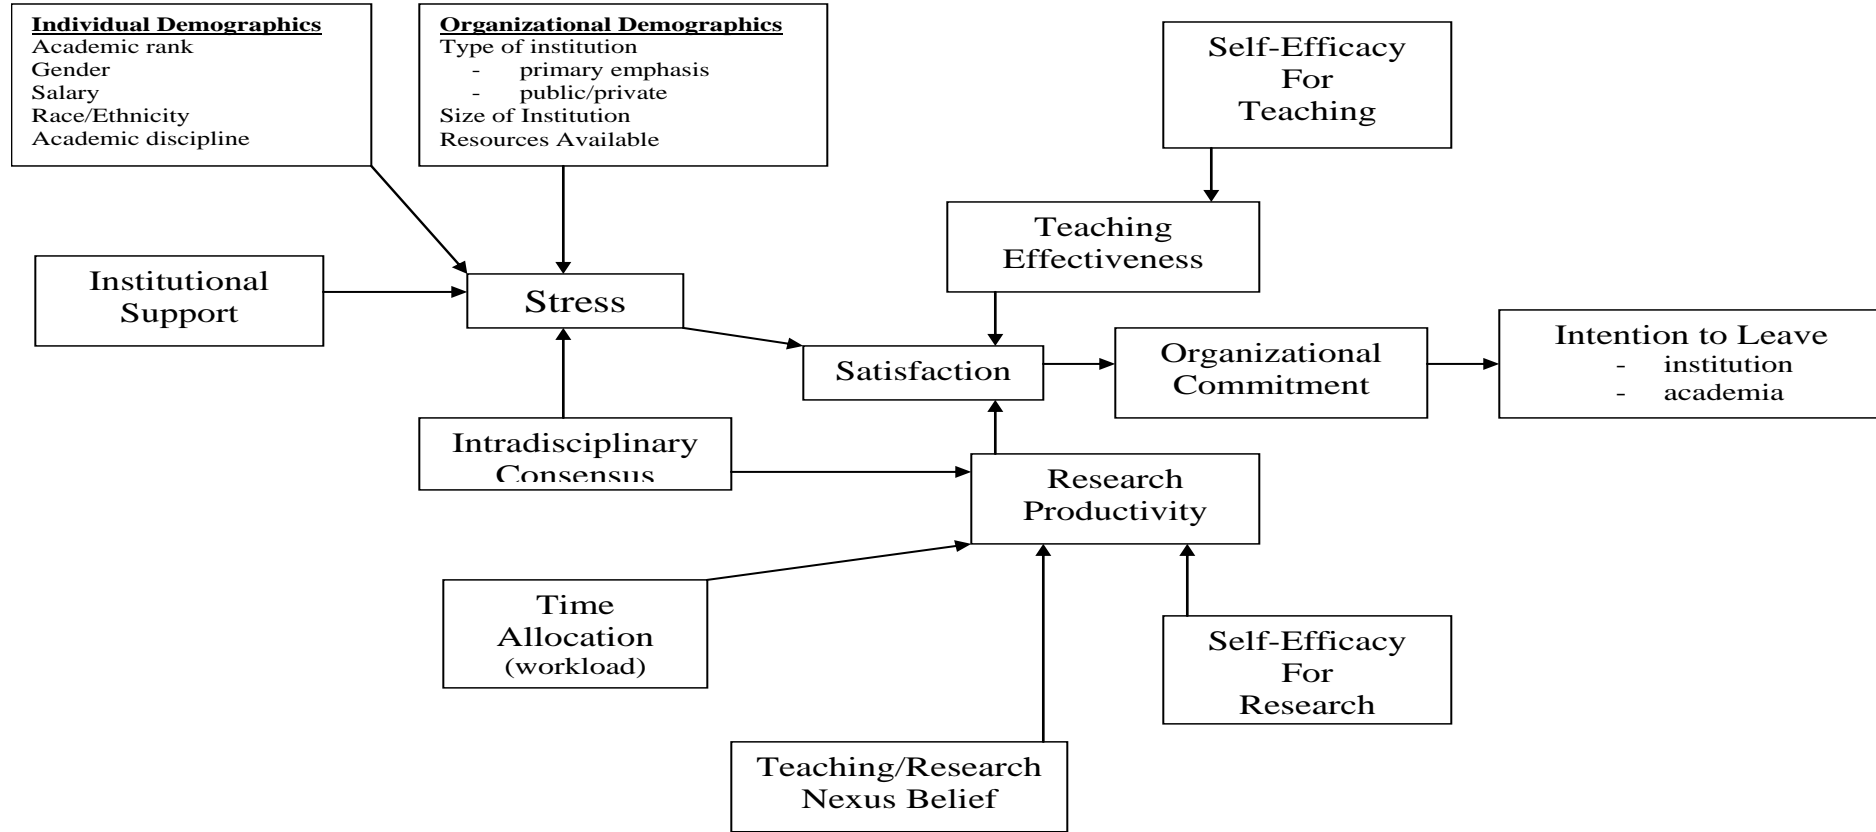 Individual Demographics
Academic rank
Gender
Salary
Race/Ethnicity
Academic discipline
Organizational Demographics
Type of institution
- primary emphasis
- public/private
Size of Institution
Resources Available
Self-Efficacy
For
Teaching
Teaching
Effectiveness
Institutional
Support
Stress
Satisfaction
Organizational
Commitment
Intention to Leave
- institution
- academia
Intradisciplinary
Consensus
Research
Productivity
Time
Allocation
(workload)
Self-Efficacy
For
Research
Teaching/Research
Nexus Belief